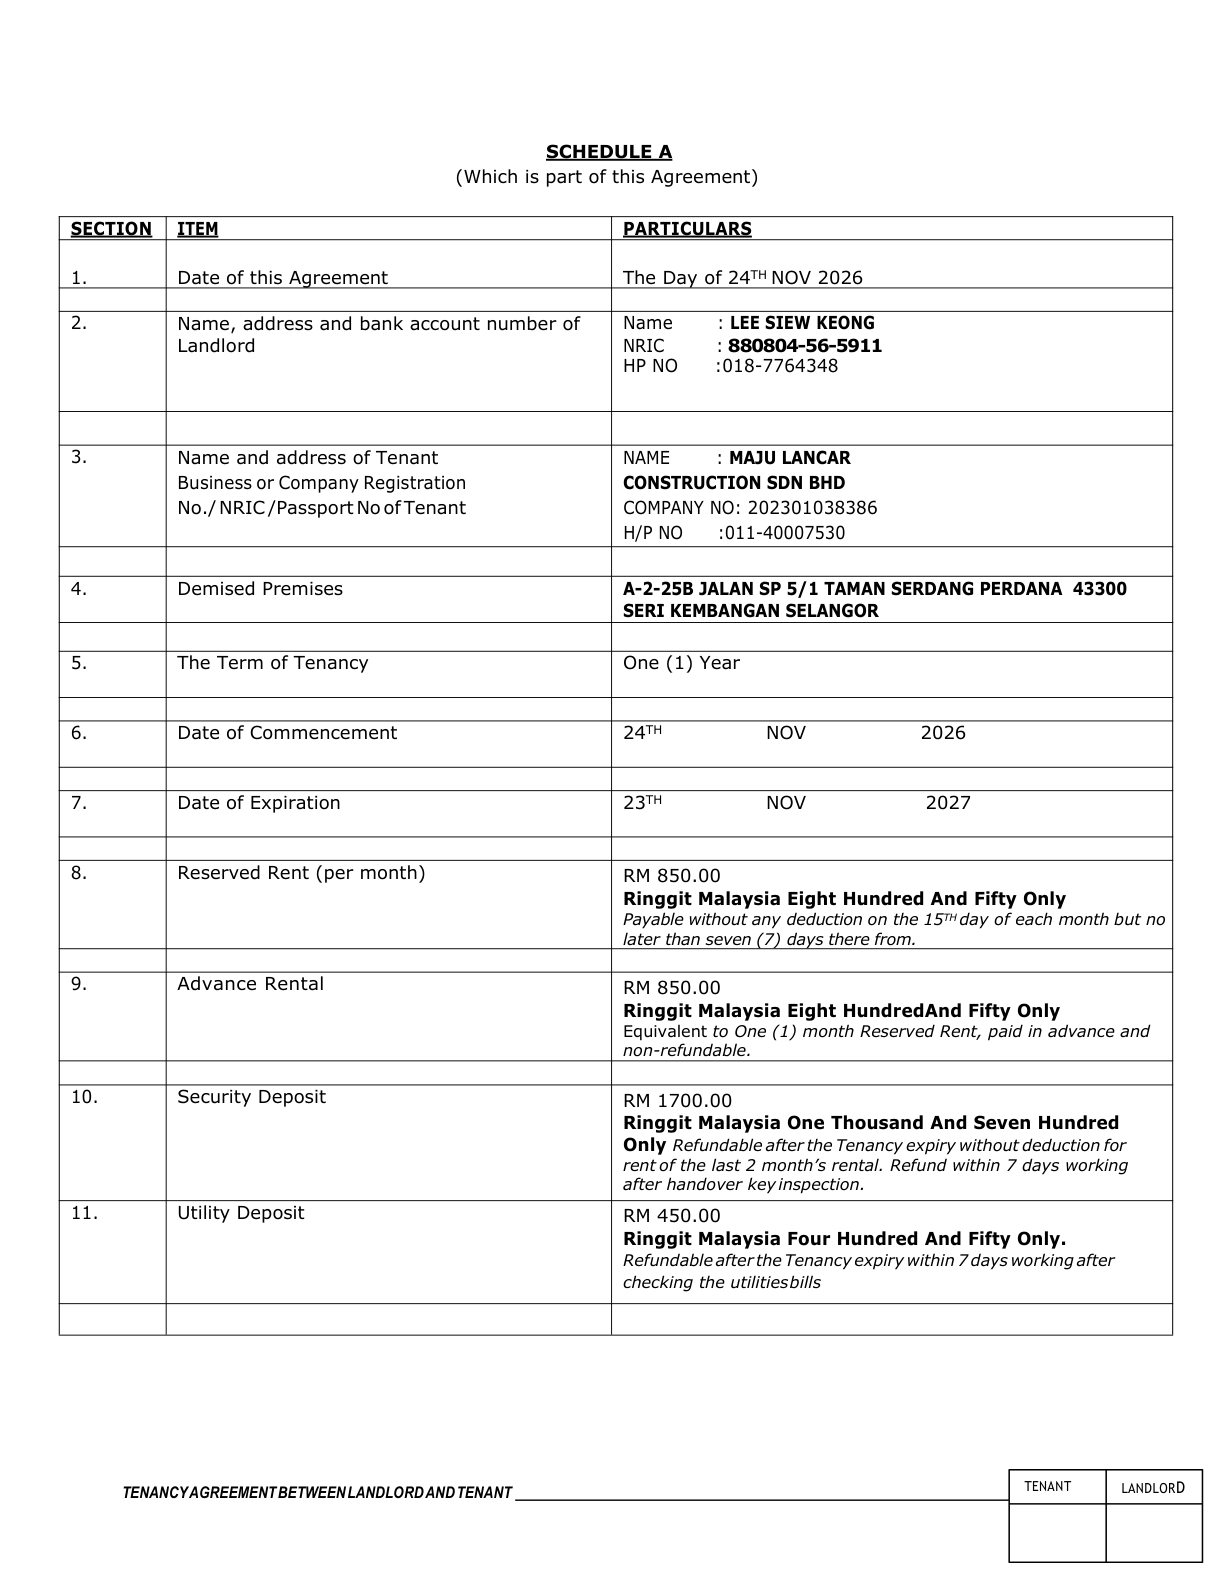 SCHEDULE A
(Which is part of this Agreement)
SECTION ITEM PARTICULARS
1. Date of this Agreement The Day of 24TH NOV 2026
2. Name, address and bank account number of Name : LEE SIEW KEONG
Landlord NRIC : 880804-56-5911
HP NO :018-7764348
3. Name and address of Tenant NAME : MAJU LANCAR
Business or Company Registration CONSTRUCTION SDN BHD
No./ NRIC /Passport No of Tenant COMPANY NO: 202301038386
H/P NO :011-40007530
4. Demised Premises A-2-25B JALAN SP 5/1 TAMAN SERDANG PERDANA 43300
SERI KEMBANGAN SELANGOR
5. The Term of Tenancy One (1) Year
6. Date of Commencement 24TH NOV 2026
7. Date of Expiration 23TH NOV 2027
8. Reserved Rent (per month) RM 850.00
Ringgit Malaysia Eight Hundred And Fifty Only
Payable without any deduction on the 15TH day of each month but no
later than seven (7) days there from.
9. Advance Rental RM 850.00
Ringgit Malaysia Eight HundredAnd Fifty Only
Equivalent to One (1) month Reserved Rent, paid in advance and
non-refundable.
10. Security Deposit RM 1700.00
Ringgit Malaysia One Thousand And Seven Hundred
Only Refundable after the Tenancy expiry without deduction for
rent of the last 2 month’s rental. Refund within 7 days working
after handover key inspection.
11. Utility Deposit RM 450.00
Ringgit Malaysia Four Hundred And Fifty Only.
Refundable after the Tenancy expiry within 7 days working after
checking the utilities bills
TENANCY AGREEMENT BETWEEN LANDLORD AND TENANT TENANT LANDLORD